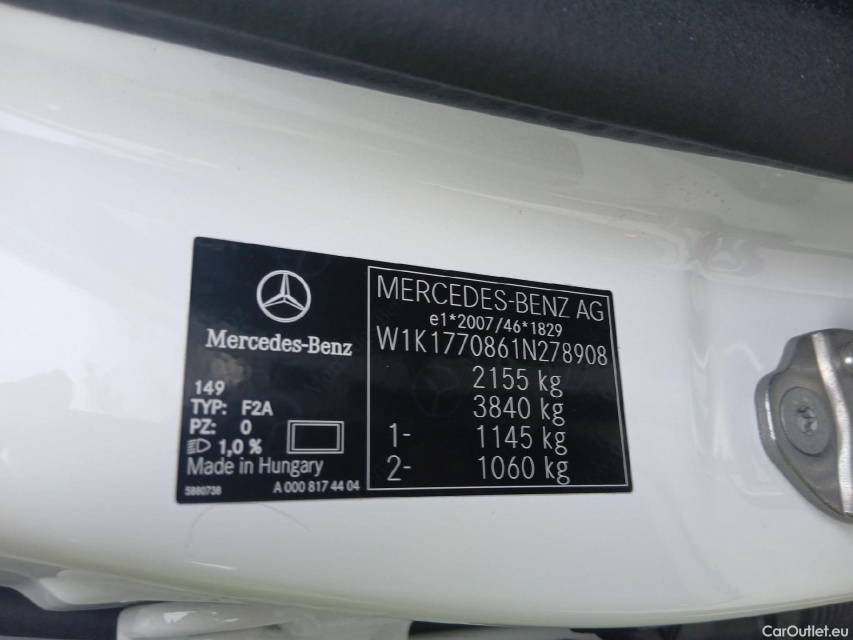 Mercedes-Benz
149
TYP: F2A
PZ: 0
1,0 %
Made in Hungary
5880738
A 000 817 44 04
MERCEDES-BENZ AG
e1*2007/46*1829
W1K1770861N278908
2155 kg
3840 kg
1- 1145 kg
2- 1060 kg
CarOutlet.eu